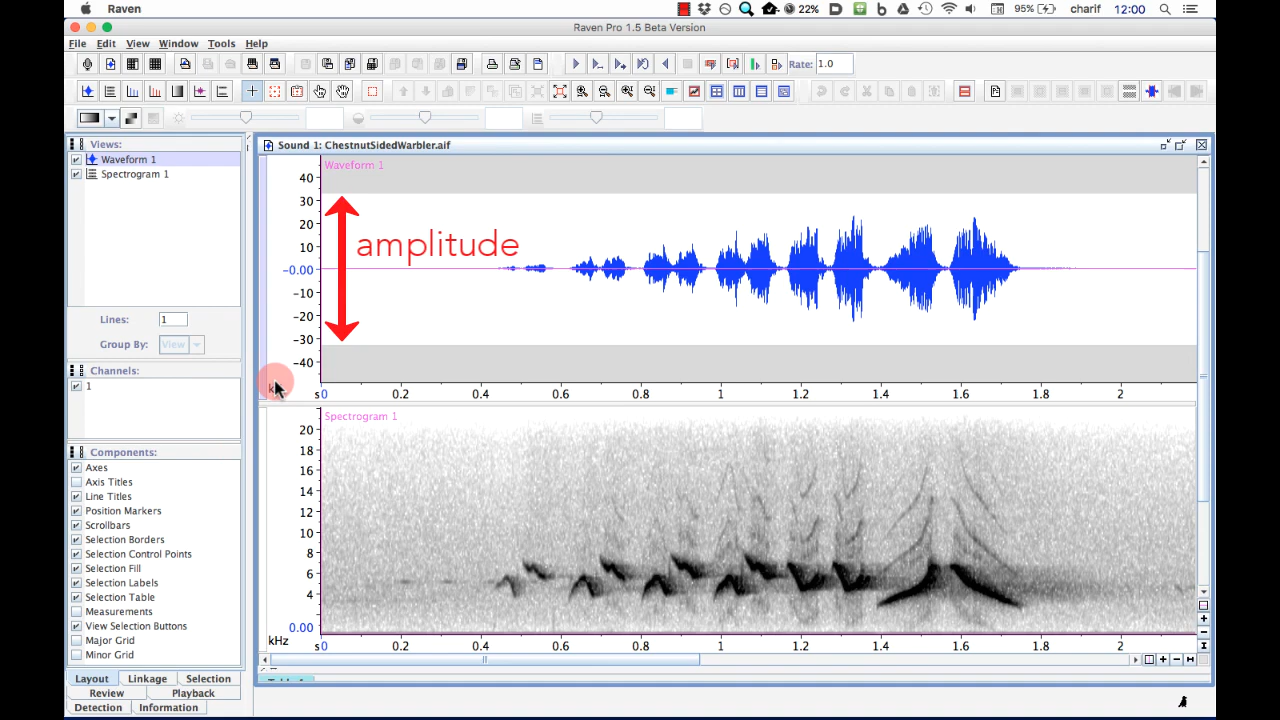 Raven
22%
95%
charif
12:00
Raven Pro 1.5 Beta Version
File Edit View Window Tools Help
Rate: 1.0
Views:
Waveform 1
Spectrogram 1
Lines: 1
Group By: View
Channels:
1
Components:
Axes
Axis Titles
Line Titles
Position Markers
Scrollbars
Selection Borders
Selection Control Points
Selection Fill
Selection Labels
Selection Table
Measurements
View Selection Buttons
Major Grid
Minor Grid
Layout Linkage Selection
Review Playback
Detection Information
Sound 1: ChestnutSidedWarbler.aif
Waveform 1
40
30
20
10
-0.00
-10
-20
-30
-40
amplitude
s0 0.2 0.4 0.6 0.8 1 1.2 1.4 1.6 1.8 2
Spectrogram 1
20
18
16
14
12
10
8
6
4
0.00
kHz
s0 0.2 0.4 0.6 0.8 1 1.2 1.4 1.6 1.8 2